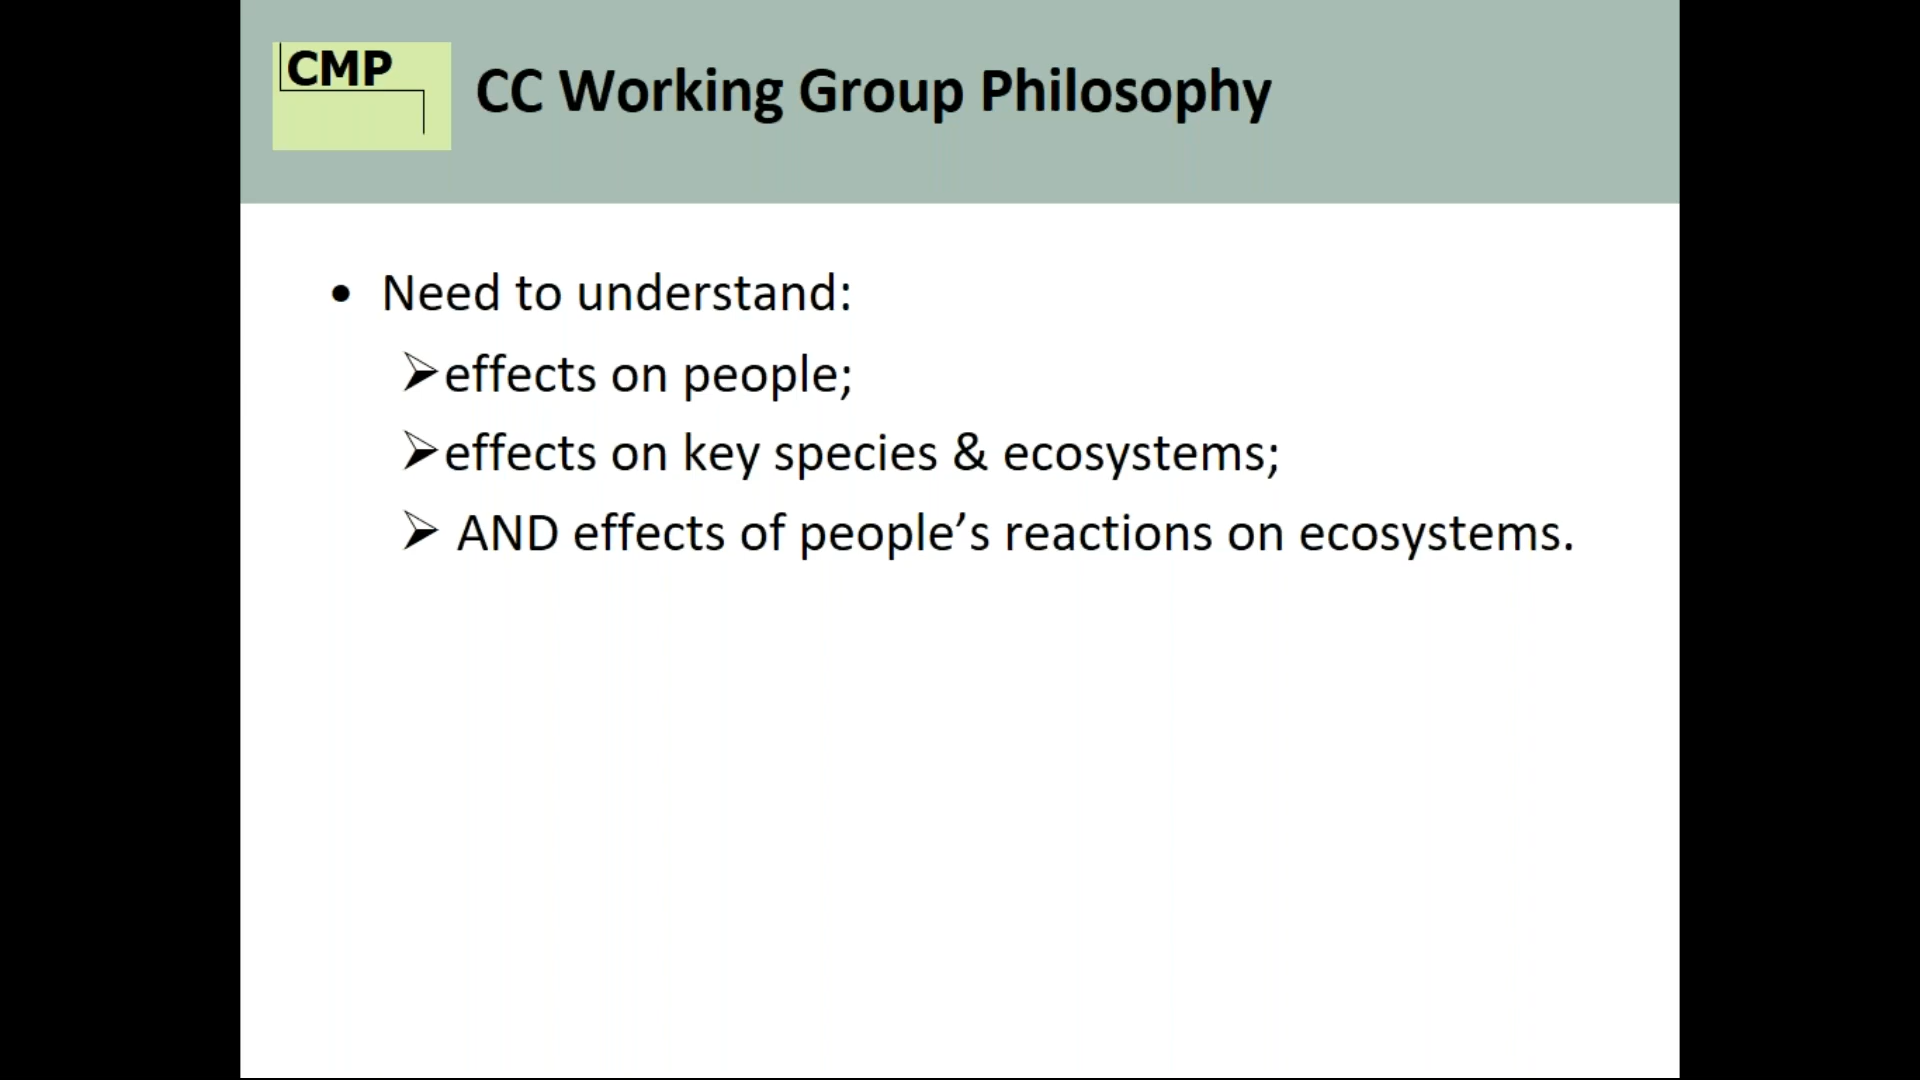 CMP
CC Working Group Philosophy
• Need to understand:
➢effects on people;
➢effects on key species & ecosystems;
➢ AND effects of people’s reactions on ecosystems.